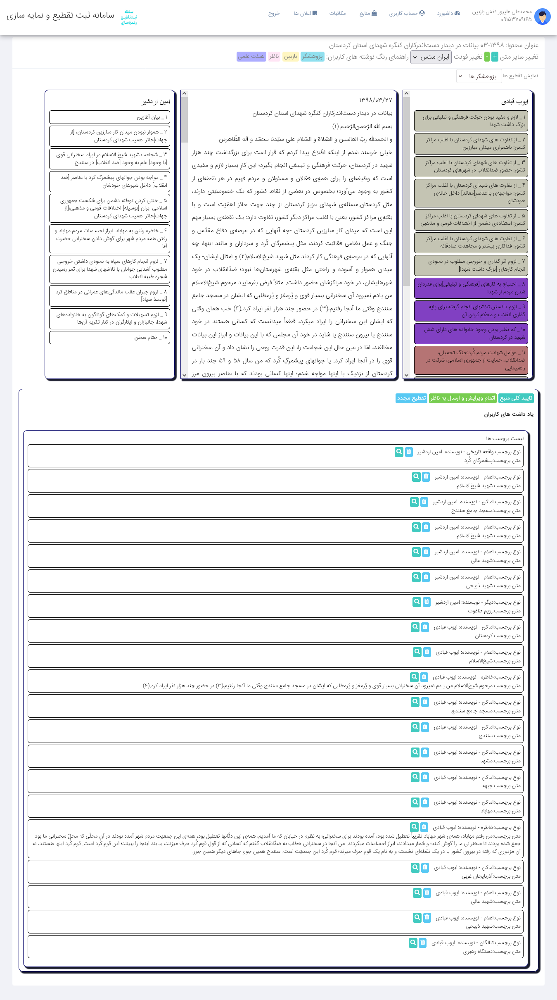 محمدعلی علیپور نقش:بازبین
۰۹۱۵۳۷۰۹۱۶۵
داشبورد
حساب کاربری
منابع
مکاتبات
اعلان ها
خروج
سامانه ثبت تقطیع و نمایه سازی
سامانه
ثبت‌تقطیع
و نمایه‌سازی
عنوان محتوا: ۱۳۹۸-۰۳ بیانات در دیدار دست‌اندرکاران کنگره شهدای استان کردستان
تغییر سایز متن + - تغییر فونت ایران سنس راهنمای رنگ نوشته های کاربران: پژوهشگر بازبین ناظر هیئت علمی
نمایش تقطیع ها پژوهشگر ها
ایوب قبادی
۱ _ لازم و مفید بودن حرکت فرهنگی و تبلیغی برای
بزرگ داشت شهدا
۲ _ از تفاوت های شهدای کردستان با اغلب مراکز
کشور: ناهمواری میدان مبارزین
۳ _ از تفاوت های شهدای کردستان با اغلب مراکز
کشور: حضور ضدانقلاب در شهرهای کردستان
۴ _ از تفاوت های شهدای کردستان با اغلب مراکز
کشور: مواجهه‌ی با عناصرِ[معاند] داخل خانه‌ی
خودشان
۵ _ از تفاوت های شهدای کردستان با اغلب مراکز
کشور: استفاده‌ی دشمن از اختلافات قومی و مذهبی
۶ _ از تفاوت های شهدای کردستان با اغلب مراکز
کشور: فداکاری بیشتر و مجاهدت صادقانه
۷ _ لزوم اثر گذاری و خروجی مطلوب در نحوه‌ی
انجام کارهای [بزرگ داشت شهدا]
۸ _ احتیاج به کارهای [فرهنگی و تبلیغی]برای قدردان
شدن مردم از شهدا
۹ _ لزوم دانستن تلاشهای انجام گرفته برای پایه
گذاری انقلاب و محکم کردن آن
۱۰ _ کم نظیر بودن وجود خانواده های دارای شش
شهید در کردستان
۱۱ _ عوامل شهادت مردم کُرد:جنگ تحمیلی،
ضدانقلاب، حمایت از جمهوری اسلامی، شرکت در
راهپیمایی
۱۳۹۸/۰۳/۲۷
بیانات در دیدار دست‌اندرکاران کنگره شهدای استان کردستان
بسم الله الرّحمن‌الرّحیم (۱)
و الحمدلله ربّ العالمین و الصّلاة و السّلام علی سیّدنا محمّد و آله الطّاهرین.
خیلی خرسند شدم از اینکه اطّلاع پیدا کردم که قرار است برای بزرگداشت چند هزار
شهید در کردستان، حرکت فرهنگی و تبلیغی انجام بگیرد؛ این کارِ بسیار لازم و مفیدی
است که وظیفه‌ای را برای همه‌ی فعّالان و مسئولان و مردم فهیم در هر نقطه‌ای از
کشور به وجود می‌آورد؛ بخصوص در بعضی از نقاط کشور که یک خصوصیّتی دارند،
مثل کردستان.مسئله‌ی شهدای عزیز کردستان از چند جهت حائز اهمّیّت است و با
بقیّه‌ِی مراکز کشور، یعنی با اغلب مراکز دیگر کشور، تفاوت دارد: یک نقطه‌ی بسیار مهم
این است که میدان کار مبارزین کردستان -چه آنهایی که در عرصه‌ی دفاع مقدّس و
جنگ و عمل نظامی فعّالیّت کردند، مثل پیشمرگان کُرد و سرداران و مانند اینها، چه
آنهایی که در عرصه‌ی فرهنگی کار کردند مثل شهید شیخ‌الاسلام(۲) و امثال ایشان- یک
میدان هموار و آسوده و راحتی مثل بقیّه‌ی شهرستان‌ها نبود؛ ضدّانقلاب در خود
شهرهایشان، در خود مراکزشان حضور داشت. مثلاً فرض بفرمایید مرحوم شیخ‌الاسلام
من یادم نمیرود آن سخنرانی بسیار قوی و پُرمغز و پُرمطلبی که ایشان در مسجد جامع
سنندج وقتی ما آنجا رفتیم،(۳) در حضور چند هزار نفر ایراد کرد.(۴) خب همان وقتی
که ایشان این سخنرانی را ایراد میکرد، قطعاً میدانست که کسانی هستند در خود
سنندج یا بیرون سنندج یا شاید در خود آن مجلس که با این بیانات و ابراز این بیانات
مخالفند، امّا در عین حال این شجاعت را، این قدرت روحی را نشان داد و آن سخنرانی
قوی را در آنجا ایراد کرد. یا جوانهای پیشمرگِ کُرد که من سال ۵۸ و ۵۹ چند بار در
کردستان از نزدیک با اینها مواجه شدم؛ اینها کسانی بودند که با عناصر بیرون مرز
امین اردشیر
۱ _ بیان آغازین
۲ _ هموار نبودن میدان کار مبارزین کردستان، [از
جهات]حائز اهمیت شهدای کردستان
۳ _ شجاعت شهید شیخ الاسلام در ایراد سخنرانی قوی
[با وجود] علم به وجود [ضد انقلاب] در سنندج
۴ _ مواجه بودن جوانهای پیشمرگ کرد با عناصر [ضد
انقلاب] داخل شهرهای خودشان
۵ _ خنثی کردن توطئه دشمن برای شکست جمهوری
اسلامی ایران [بوسیله] اختلافات قومی و مذهبی؛[از
جهات]حائز اهمیت شهدای کردستان
۶ _ خاطره رفتن به مهاباد: ابراز احساسات مردم مهاباد و
رفتن همه مردم شهر برای گوش دادن سخنرانی حضرت
آقا
۷ _ لزوم انجام کارهای سپاه به نحوه‌ی داشتن خروجی
مطلوب آشنایی جوانان با تلاشهای شهدا برای ثمر رسیدن
شجره طیبه انقلاب
۸ _ لزوم جبران عقب ماندگی‌های عمرانی در مناطق کرد
[توسط سپاه]
۹ _ لزوم تسهیلات و کمک‌های گوناگون به خانواده‌های
شهدا، جانبازان و ایثارگران در کنار تکریم آن‌ها
۱۰ _ ختام سخن
تایید کلی منبع
اتمام ویرایش و ارسال به ناظر
تقطیع مجدد
یاد داشت های کاربران
لیست برچسب ها
نوع برچسب:واقعه تاریخی - نویسنده: امین اردشیر
متن برچسب:پیشمرگان کُرد
نوع برچسب:اعلام - نویسنده: امین اردشیر
متن برچسب:شهید شیخ‌الاسلام
نوع برچسب:اماکن - نویسنده: امین اردشیر
متن برچسب:مسجد جامع سنندج
نوع برچسب:اعلام - نویسنده: امین اردشیر
متن برچسب:شهید شیخ‌الاسلام
نوع برچسب:اعلام - نویسنده: امین اردشیر
متن برچسب:شهید عالی
نوع برچسب:اعلام - نویسنده: امین اردشیر
متن برچسب:شهید ذبیحی
نوع برچسب:دیگر - نویسنده: امین اردشیر
متن برچسب:رژیم طاغوت
نوع برچسب:اماکن - نویسنده: ایوب قبادی
متن برچسب:کردستان
نوع برچسب:اعلام - نویسنده: ایوب قبادی
متن برچسب:شیخ‌الاسلام
نوع برچسب:خاطره - نویسنده: ایوب قبادی
متن برچسب:مرحوم شیخ‌الاسلام من یادم نمیرود آن سخنرانی بسیار قوی و پُرمغز و پُرمطلبی که ایشان در مسجد جامع سنندج وقتی ما آنجا رفتیم،(۳) در حضور چند هزار نفر ایراد کرد.(۴)
نوع برچسب:اماکن - نویسنده: ایوب قبادی
متن برچسب:مسجد جامع سنندج
نوع برچسب:اماکن - نویسنده: ایوب قبادی
متن برچسب:سنندج
نوع برچسب:اماکن - نویسنده: ایوب قبادی
متن برچسب:مشهد
نوع برچسب:اماکن - نویسنده: ایوب قبادی
متن برچسب:جبهه
نوع برچسب:اماکن - نویسنده: ایوب قبادی
متن برچسب:مهاباد
نوع برچسب:خاطره - نویسنده: ایوب قبادی
متن برچسب:من رفتم مهاباد، همه‌ی شهر مهاباد تقریباً تعطیل شده بود، آمده بودند برای سخنرانی؛ به نظرم در خیابان که ما آمدیم، همه‌ی این دکّانها تعطیل بود، همه‌ی این جمعیّت مردم شهر آمده بودند در آن محلّی که محلّ سخنرانی ما بود
جمع شده بودند تا سخنرانی ما را گوش کنند؛ و شعار میدادند، ابراز احساسات میکردند. من آنجا در سخنرانی خطاب به ضدّانقلاب گفتم که کسانی که از قول قوم کُرد حرف میزنند، بیایند اینجا را ببینند؛ این قوم کُرد است. قوم کُرد اینها هستند، نه
آن مزدوری که رفته در بیرون کشور یا در یک نقطه‌ای نشسته و به نام یک قوم حرف میزند؛ قوم کُرد این جمعیّت است. سنندج همین جور، جاهای دیگر همین جور.
نوع برچسب:اماکن - نویسنده: ایوب قبادی
متن برچسب:آذربایجان غربی
نوع برچسب:اعلام - نویسنده: ایوب قبادی
متن برچسب:شهید عالی
نوع برچسب:اعلام - نویسنده: ایوب قبادی
متن برچسب:شهید ذبیحی
نوع برچسب:تنالگان - نویسنده: ایوب قبادی
متن برچسب:دستگاه رهبری